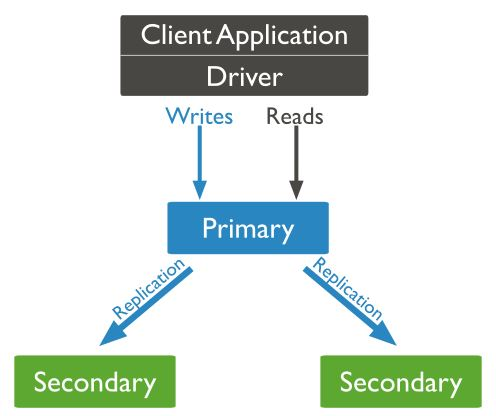 Client Application
Driver
Writes Reads
Primary
Replication Replication
Secondary Secondary